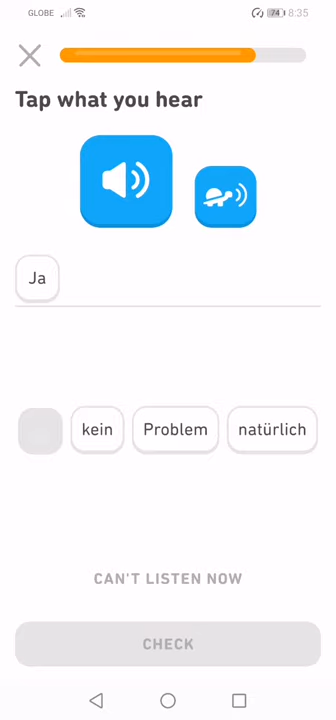 GLOBE 74 8:35
Tap what you hear
Ja
kein Problem natürlich
CAN'T LISTEN NOW
CHECK